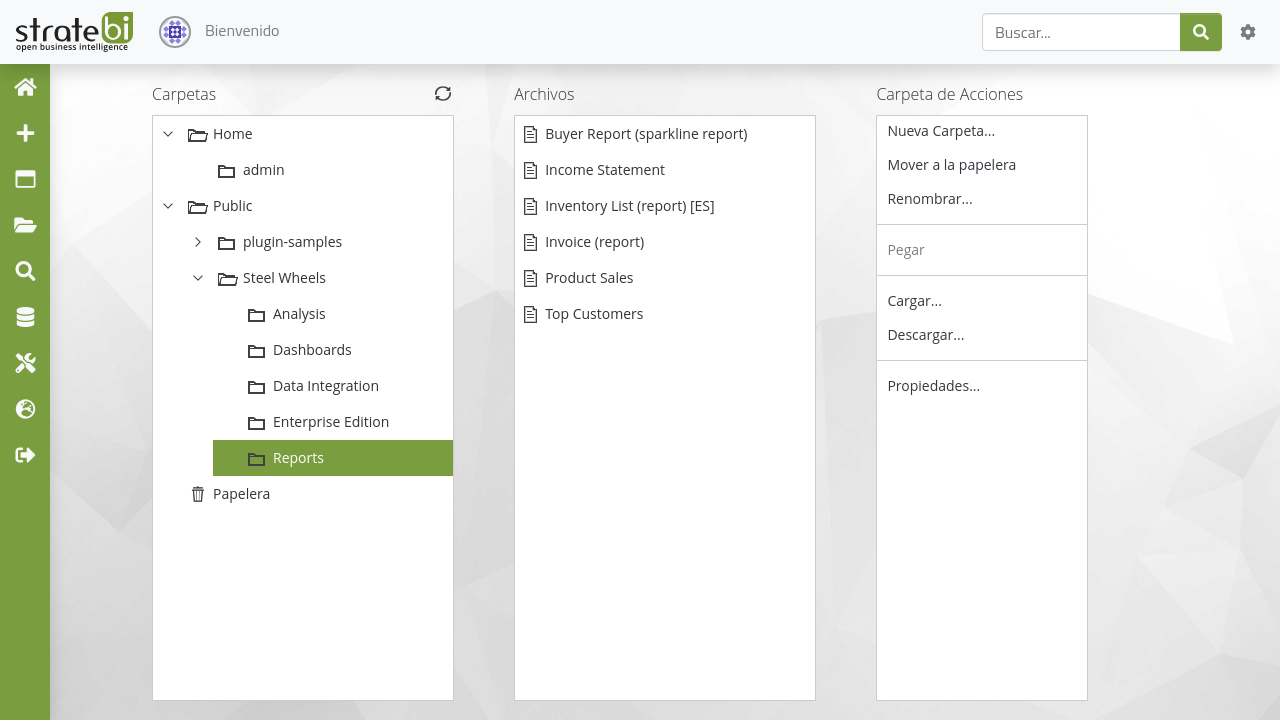 stratebi
open business intelligence
Bienvenido
Buscar...
Carpetas
Home
admin
Public
plugin-samples
Steel Wheels
Analysis
Dashboards
Data Integration
Enterprise Edition
Reports
Papelera
Archivos
Buyer Report (sparkline report)
Income Statement
Inventory List (report) [ES]
Invoice (report)
Product Sales
Top Customers
Carpeta de Acciones
Nueva Carpeta...
Mover a la papelera
Renombrar...
Pegar
Cargar...
Descargar...
Propiedades...